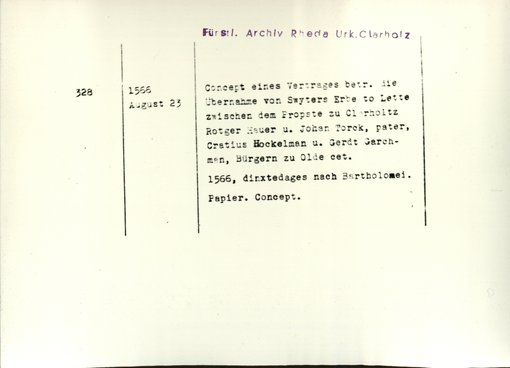 Fürstl. Archiv Rheda Urk. Clarholz
328
1566
August 23
Concept eines Vertrages betr. die
Übernahme von Swyters Erbe to Lette
zwischen dem Propste zu Clarholtz
Rotger Hauer u. Johan Torck, pater,
Cratius Hockelman u. Gerdt Garch-
man, Bürgern zu Olde cet.
1566, dinxtedages nach Bartholomei.
Papier. Concept.